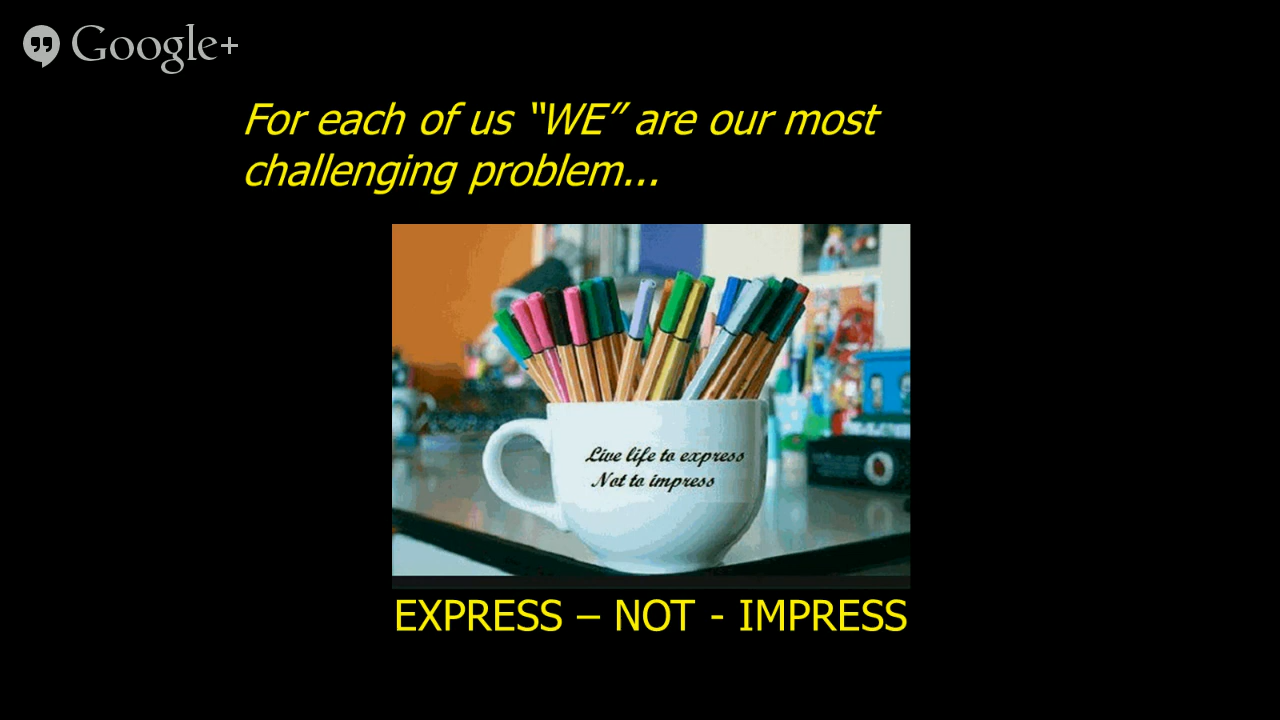 Google+
For each of us “WE” are our most
challenging problem...
Live life to express
Not to impress
EXPRESS – NOT - IMPRESS